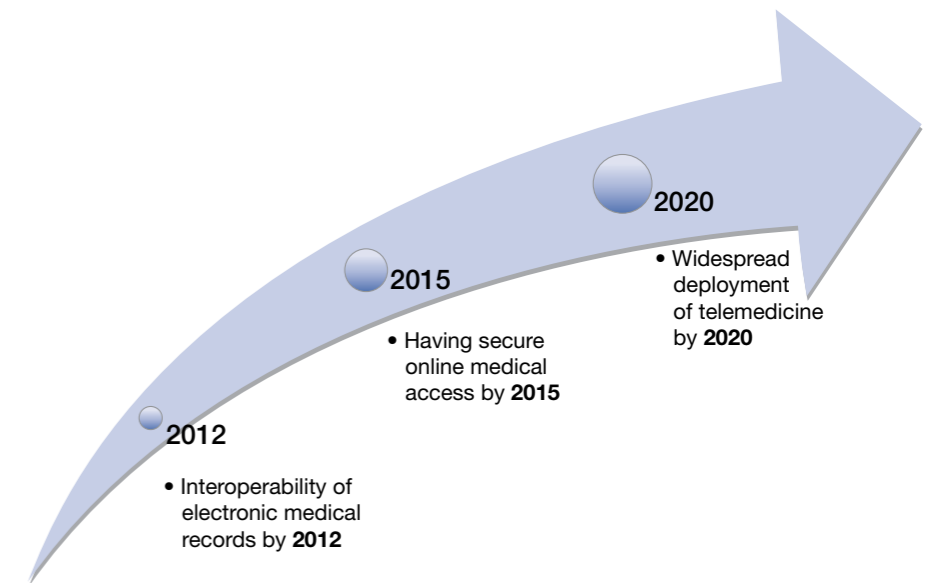 2012
• Interoperability of
electronic medical
records by 2012
2015
• Having secure
online medical
access by 2015
2020
• Widespread
deployment
of telemedicine
by 2020